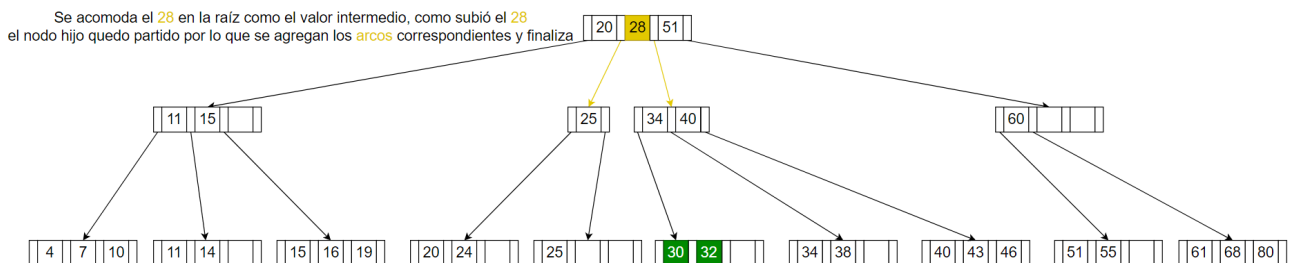 Se acomoda el 28 en la raíz como el valor intermedio, como subió el 28
el nodo hijo quedo partido por lo que se agregan los arcos correspondientes y finaliza
20 28 51
11 15
25
34 40
60
4 7 10
11 14
15 16 19
20 24
25
30 32
34 38
40 43 46
51 55
61 68 80